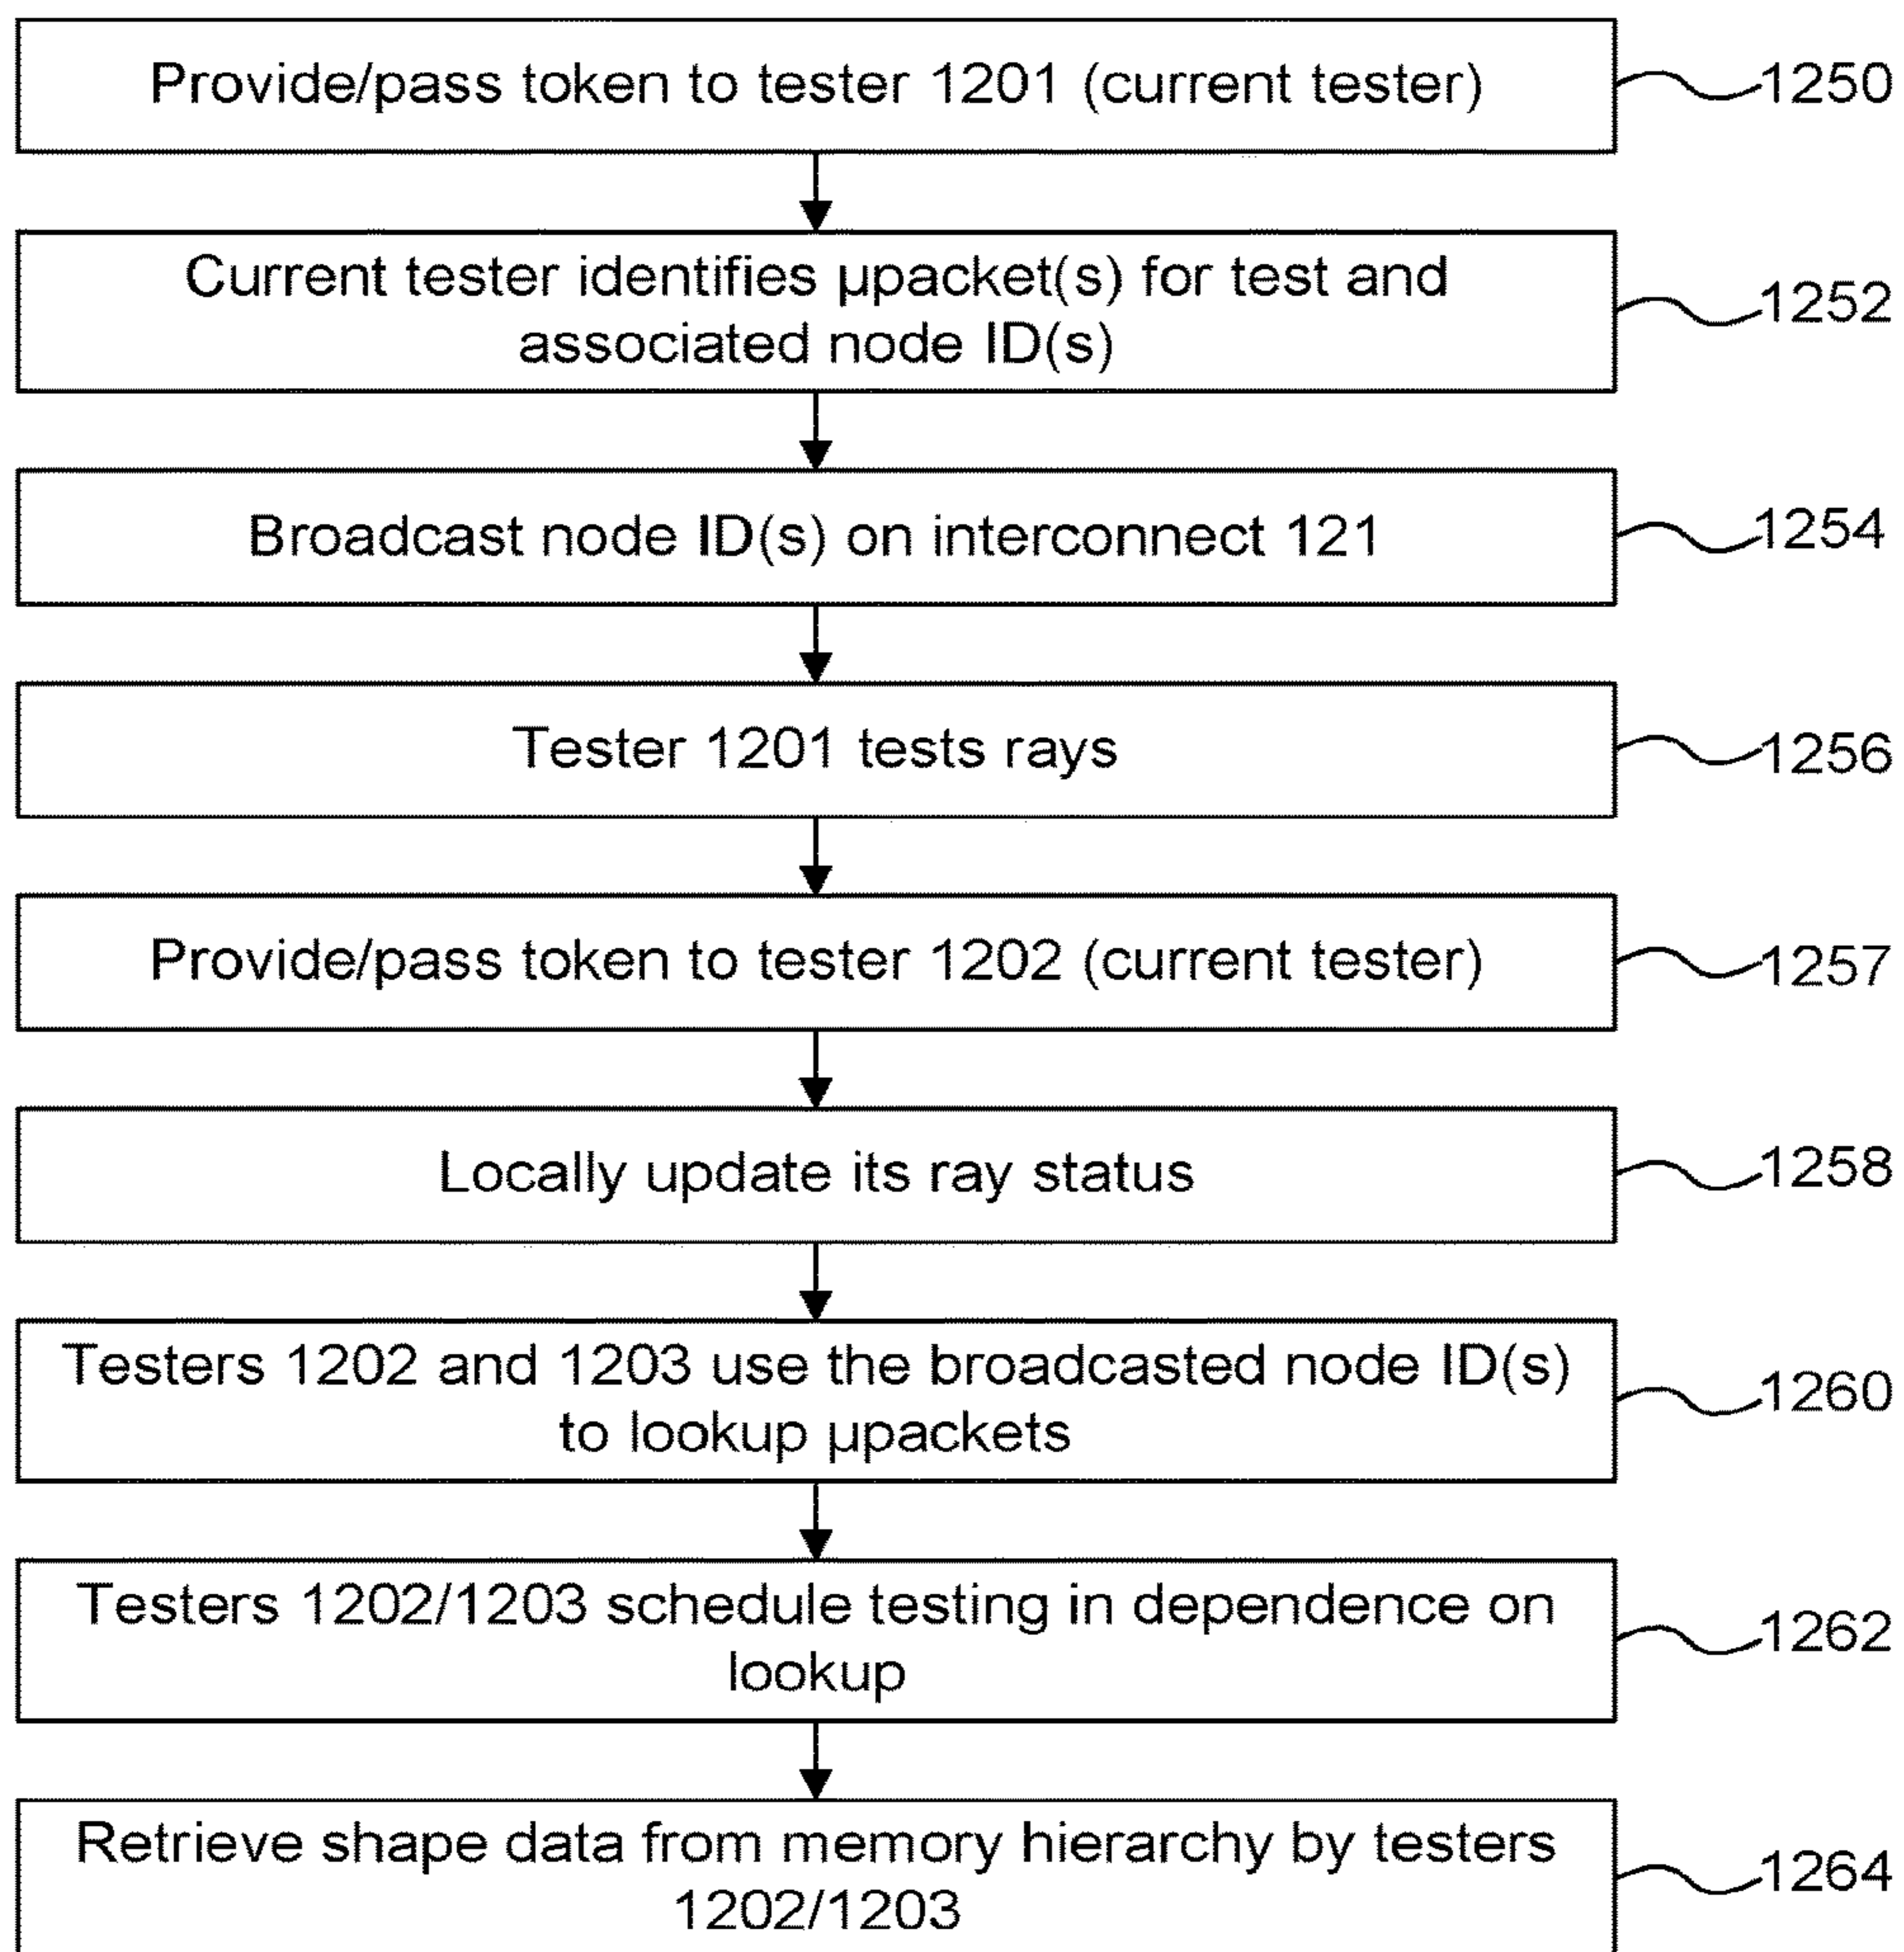 Provide/pass token to tester 1201 (current tester)
1250
Current tester identifies µpacket(s) for test and
associated node ID(s)
1252
Broadcast node ID(s) on interconnect 121
1254
Tester 1201 tests rays
1256
Provide/pass token to tester 1202 (current tester)
1257
Locally update its ray status
1258
Testers 1202 and 1203 use the broadcasted node ID(s)
to lookup µpackets
1260
Testers 1202/1203 schedule testing in dependence on
lookup
1262
Retrieve shape data from memory hierarchy by testers
1202/1203
1264